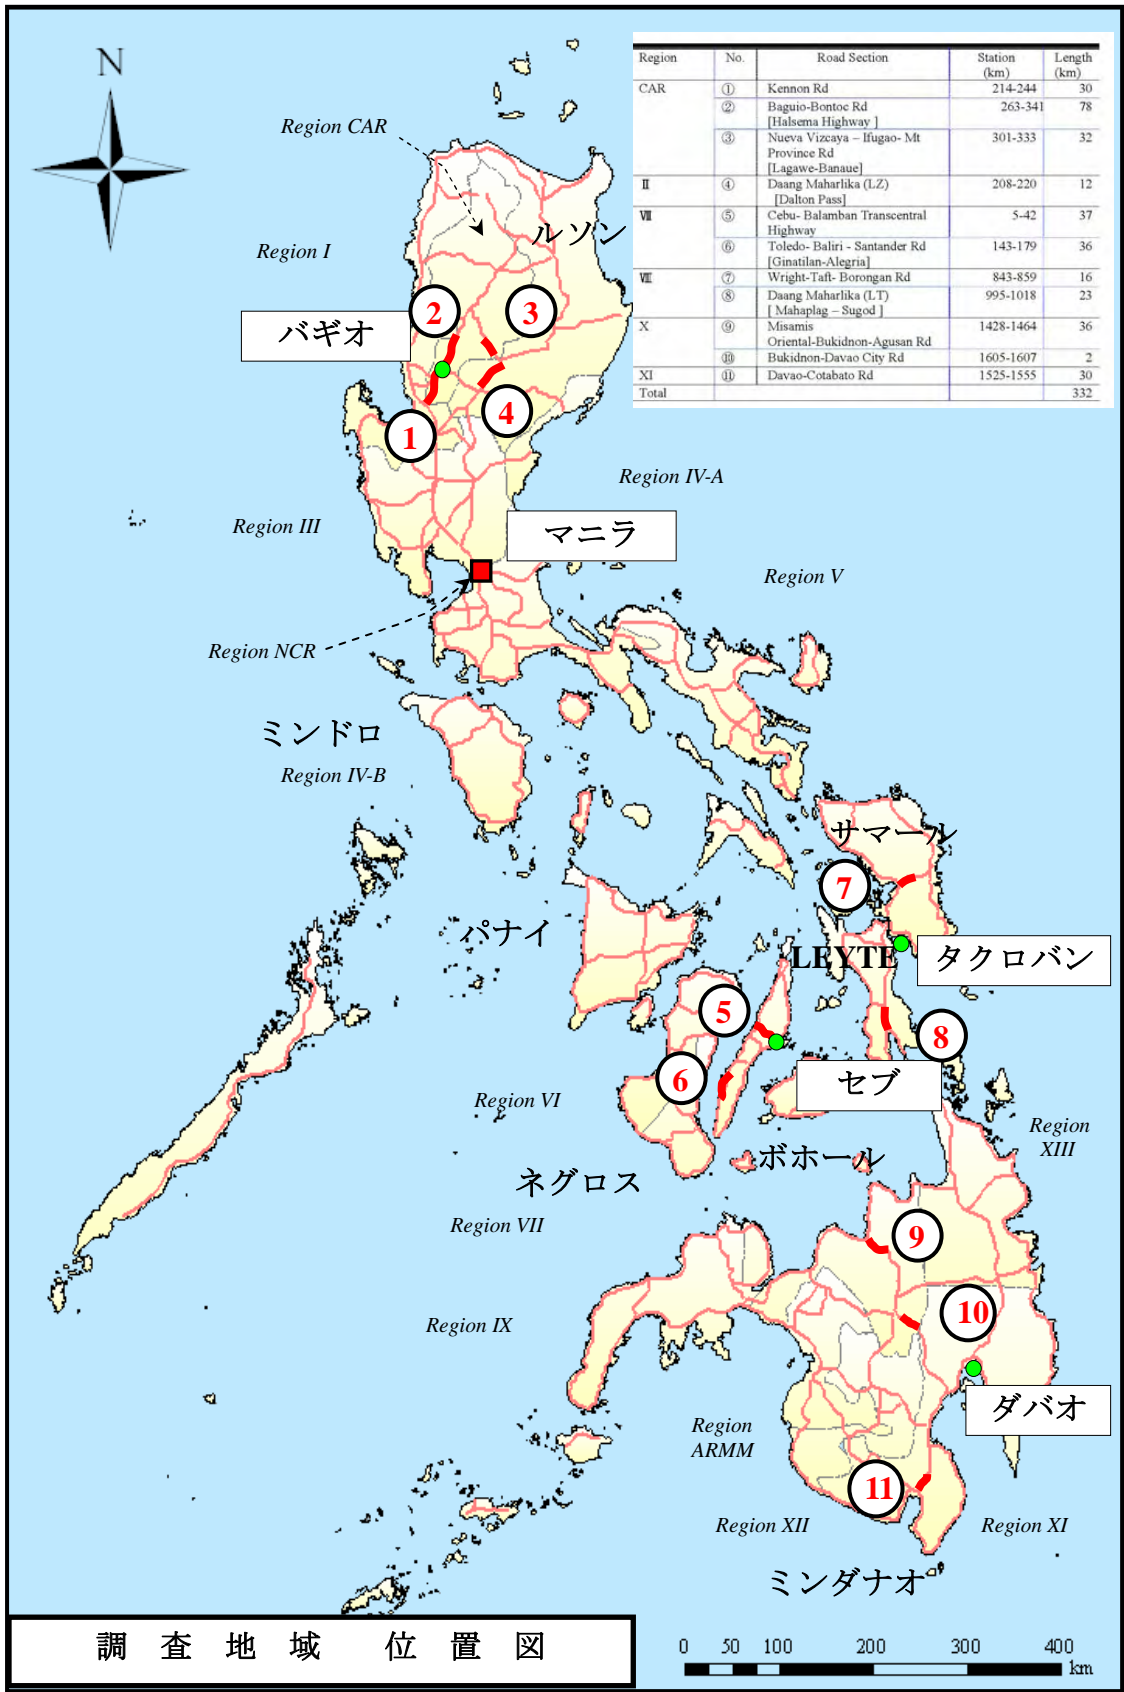 N
Region Ⅽ No. Road Section Station (km) Length (km)
CAR ① Kennon Rd 214-244 30
② Baguio-Bontoc Rd 263-341 78
[Halsema Highway ]
③ Nueva Vizcaya – Ifugao- Mt 301-333 32
Province Rd
[Lagawe-Banaue]
Ⅱ ④ Daang Maharlika (LZ) 208-220 12
[Dalton Pass]
Ⅶ ⑤ Cebu- Balamban Transcentral 5-42 37
Highway
⑥ Toledo- Baliri - Santander Rd 143-179 36
[Ginatilan-Alegria]
Ⅷ ⑦ Wright-Taft- Borongan Rd 843-859 16
⑧ Daang Maharlika (LT) 995-1018 23
[ Mahaplag – Sugod ]
X ⑨ Misamis 1428-1464 36
Oriental-Bukidnon-Agusan Rd
⑩ Bukidnon-Davao City Rd 1605-1607 2
XI ⑪ Davao-Cotabato Rd 1525-1555 30
Total 332
Region CAR
ルソン
Region I
2
3
バギオ
4
1
Region IV-A
Region III
マニラ
Region V
Region NCR
ミンドロ
Region IV-B
サマール
7
パナイ
LEYTE
タクロバン
5
8
6
セブ
Region VI
Region
XIII
ボホール
ネグロス
Region VII
9
10
Region IX
ダバオ
Region
ARMM
11
Region XII
Region XI
ミンダナオ
調査地域 位置図
0 50 100 200 300 400
km